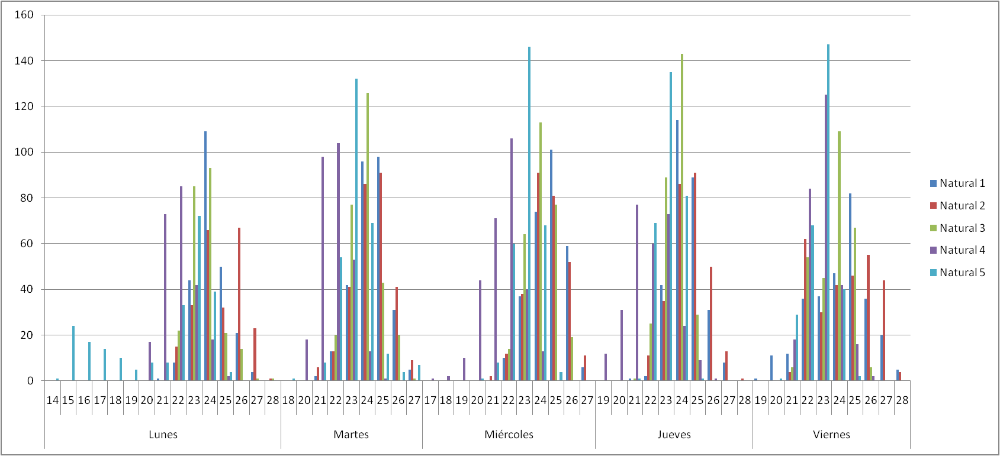 160
140
120
100
80
60
40
20
0
14 15 16 17 18 19 20 21 22 23 24 25 26 27 28 18 20 21 22 23 24 25 26 27 17 18 19 20 21 22 23 24 25 26 27 19 20 21 22 23 24 25 26 27 28 19 20 21 22 23 24 25 26 27 28
Lunes Martes Miércoles Jueves Viernes
Natural 1
Natural 2
Natural 3
Natural 4
Natural 5